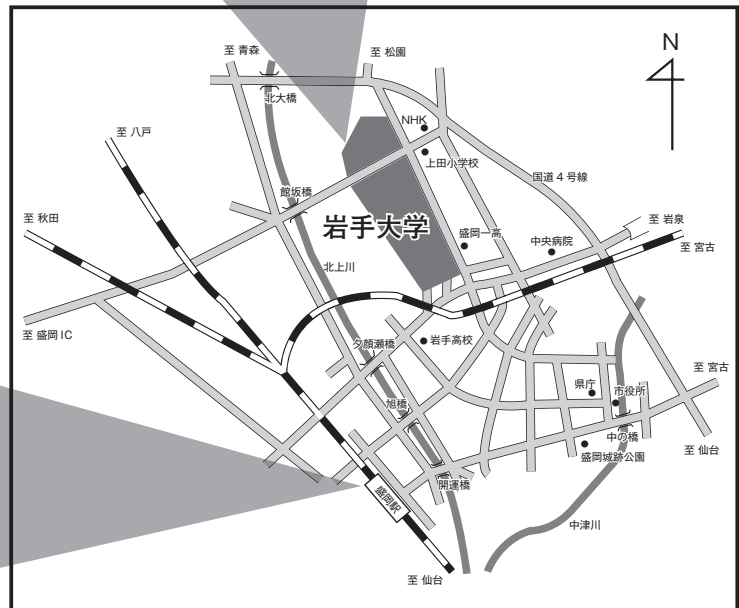 至 青森
至 松園
N
北大橋
至 八戸
NHK
上田小学校
国道４号線
館坂橋
至 秋田
岩手大学
至 岩泉
盛岡一高
中央病院
至 宮古
北上川
至 盛岡IC
夕顔瀬橋
岩手高校
至 宮古
県庁
市役所
旭橋
中の橋
至 仙台
盛岡城跡公園
開運橋
盛岡駅
中津川
至 仙台